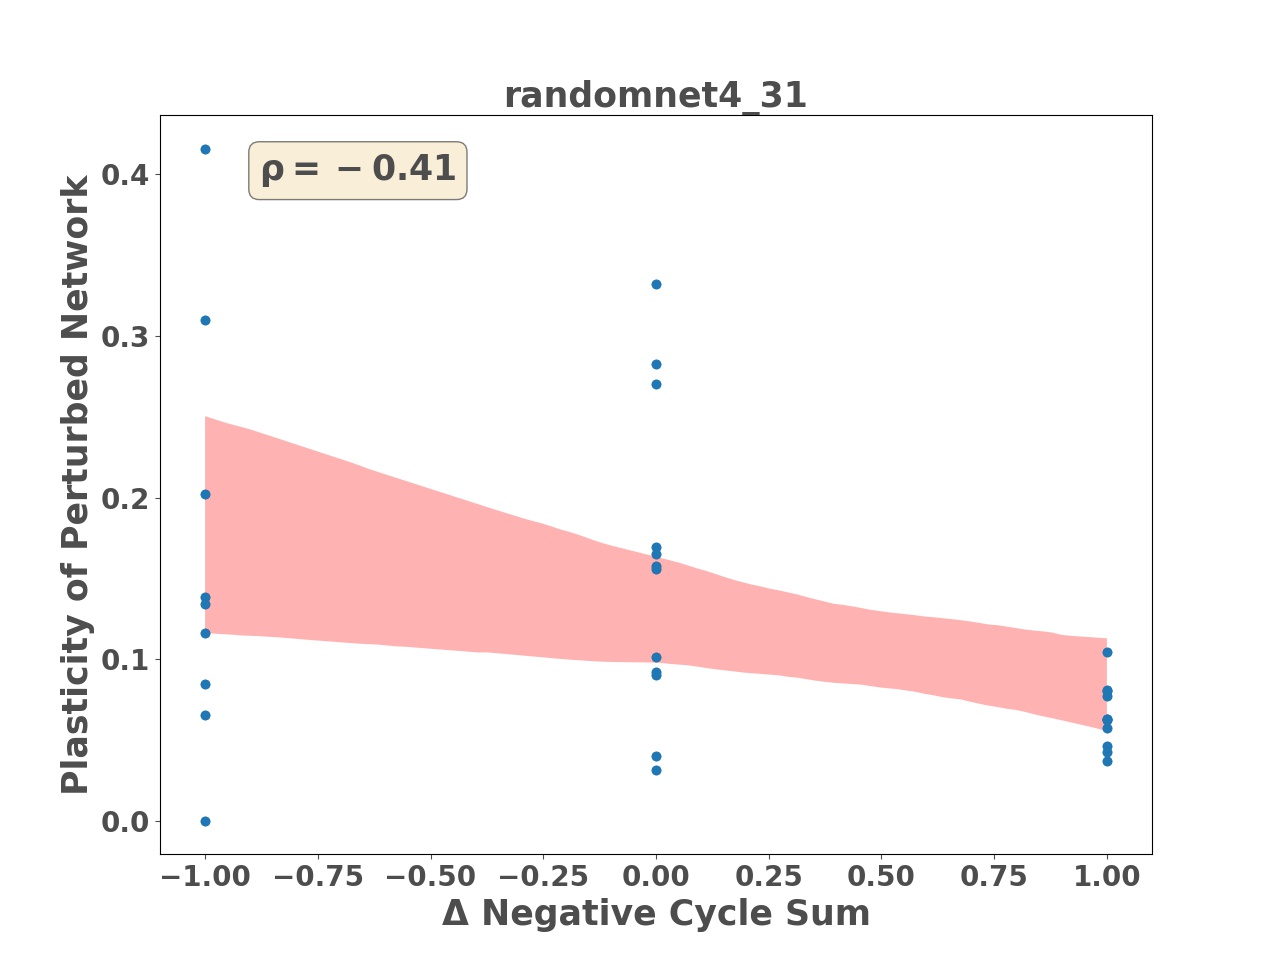 randomnet4_31
ρ = − 0.41
Plasticity of Perturbed Network
0.4
0.3
0.2
0.1
0.0
−1.00 −0.75 −0.50 −0.25 0.00 0.25 0.50 0.75 1.00
Δ Negative Cycle Sum